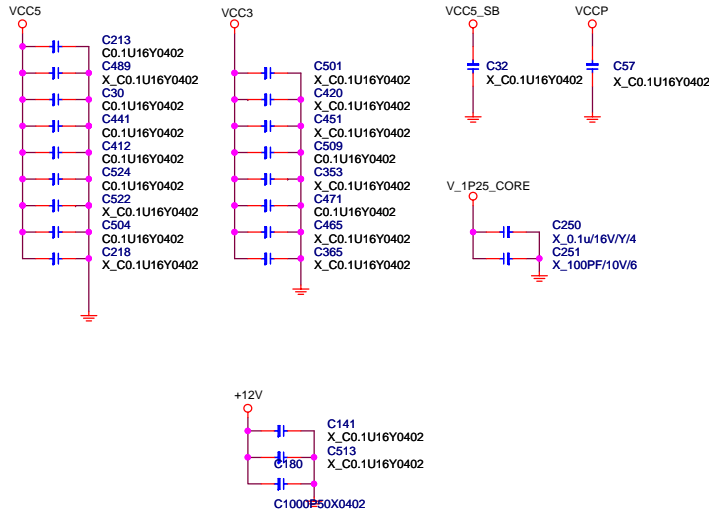 VCC5
C213
C0.1U16Y0402
C489
X_C0.1U16Y0402
C30
C0.1U16Y0402
C441
C0.1U16Y0402
C412
C0.1U16Y0402
C524
C0.1U16Y0402
C522
X_C0.1U16Y0402
C504
C0.1U16Y0402
C218
X_C0.1U16Y0402
VCC3
C501
X_C0.1U16Y0402
C420
X_C0.1U16Y0402
C451
X_C0.1U16Y0402
C509
C0.1U16Y0402
C353
X_C0.1U16Y0402
C471
C0.1U16Y0402
C465
X_C0.1U16Y0402
C365
X_C0.1U16Y0402
VCC5_SB
C32
X_C0.1U16Y0402
VCCP
C57
X_C0.1U16Y0402
V_1P25_CORE
C250
X_0.1u/16V/Y/4
C251
X_100PF/10V/6
+12V
C141
X_C0.1U16Y0402
C513
X_C0.1U16Y0402
C180
C1000P50X0402